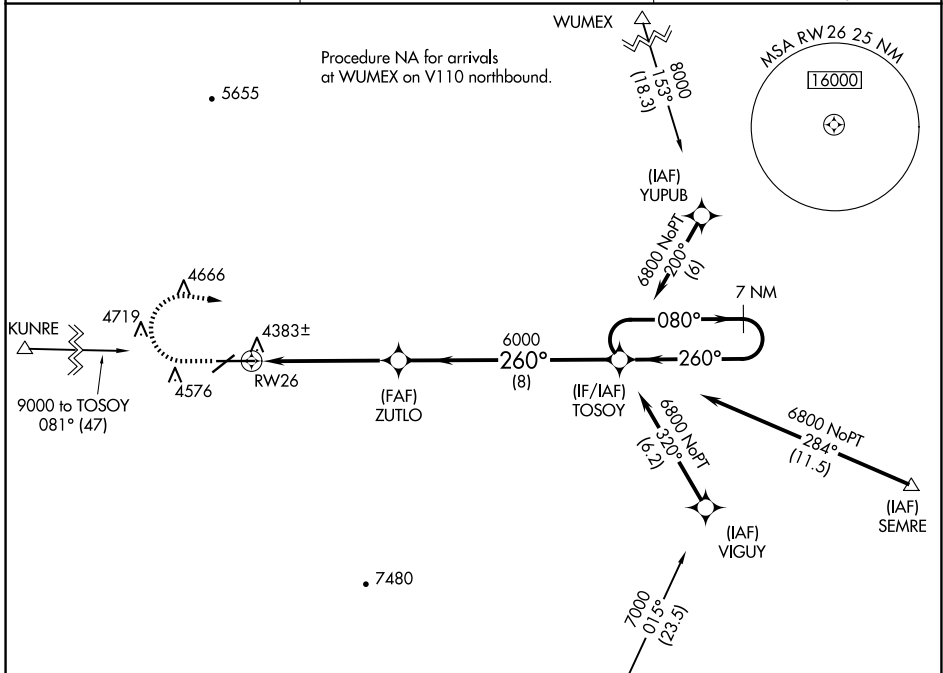 WUMEX
Procedure NA for arrivals
at WUMEX on V110 northbound.
MSA RW26 25 NM
16000
8000
153°
(18.3)
5655
(IAF)
YUPUB
6800 NoPT
200°
(6)
7 NM
4666
4719
4383±
KUNRE
080°
6000
260°
(8)
260°
RW26
4576
(FAF)
ZUTLO
(IF/IAF)
TOSOY
9000 to TOSOY
081° (47)
6800 NoPT
320°
(6.2)
6800 NoPT
284°
(11.5)
(IAF)
SEMRE
(IAF)
VIGUY
7480
7000
015°
(23.5)